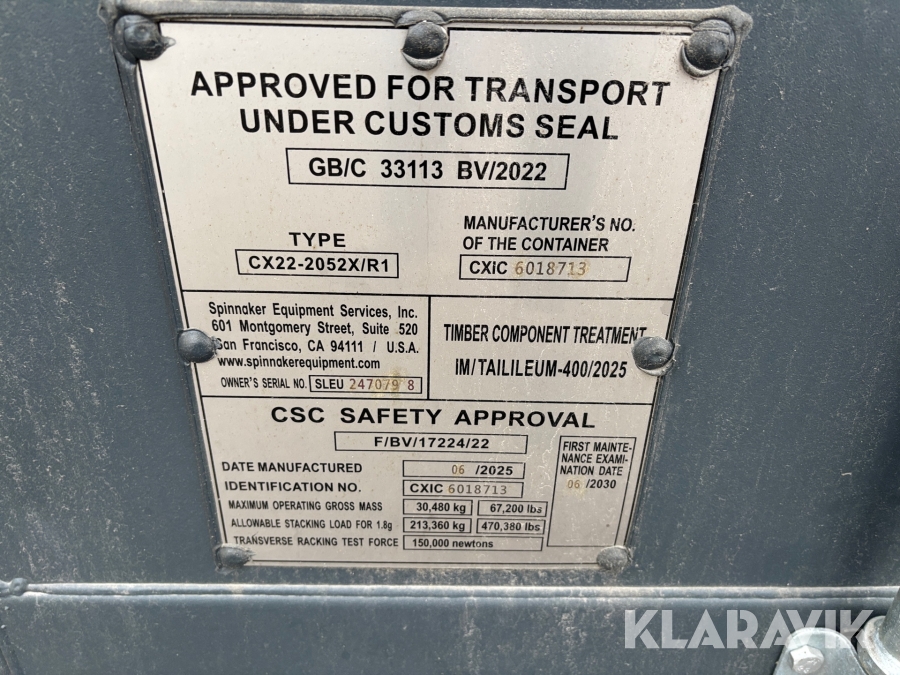 APPROVED FOR TRANSPORT
UNDER CUSTOMS SEAL
GB/C 33113 BV/2022
TYPE
CX22-2052X/R1
MANUFACTURER'S NO.
OF THE CONTAINER
CXIC 6018713
Spinnaker Equipment Services, Inc.
601 Montgomery Street, Suite 520
San Francisco, CA 94111 / U.S.A.
www.spinnakerequipment.com
OWNER'S SERIAL NO. SLEU 247079 8
TIMBER COMPONENT TREATMENT
IM/TAILILEUM-400/2025
CSC SAFETY APPROVAL
F/BV/17224/22
DATE MANUFACTURED 06 /2025
IDENTIFICATION NO. CXIC 6018713
MAXIMUM OPERATING GROSS MASS 30,480 kg 67,200 lbs
ALLOWABLE STACKING LOAD FOR 1.8g 213,360 kg 470,380 lbs
TRANSVERSE RACKING TEST FORCE 150,000 newtons
FIRST MAINTE-
NANCE EXAMI-
NATION DATE
06 /2030
KLARAVIK